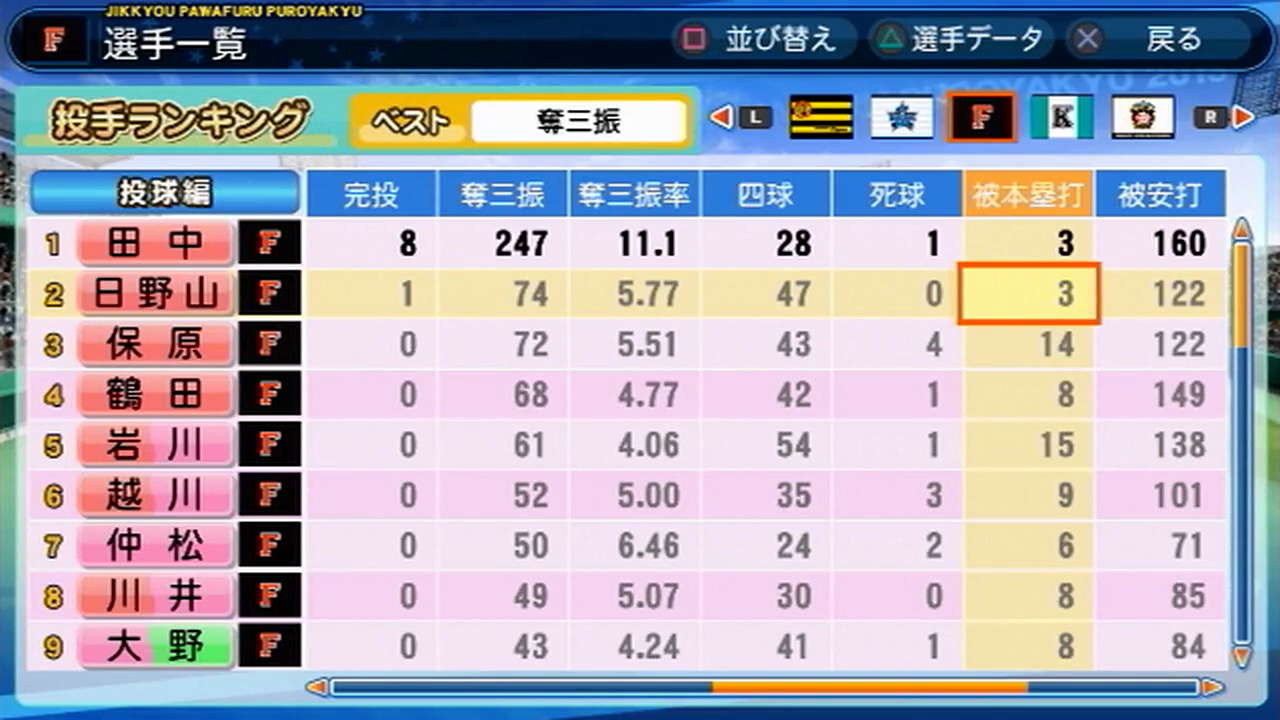 JIKKYOU PAWAFURU PUROYAKYU
F 選手一覧 並び替え 選手データ 戻る
投手ランキング ベスト 奪三振 L F K R
投球編 完投 奪三振 奪三振率 四球 死球 被本塁打 被安打
1 田中 F 8 247 11.1 28 1 3 160
2 日野山 F 1 74 5.77 47 0 3 122
3 保原 F 0 72 5.51 43 4 14 122
4 鶴田 F 0 68 4.77 42 1 8 149
5 岩川 F 0 61 4.06 54 1 15 138
6 越川 F 0 52 5.00 35 3 9 101
7 仲松 F 0 50 6.46 24 2 6 71
8 川井 F 0 49 5.07 30 0 8 85
9 大野 F 0 43 4.24 41 1 8 84